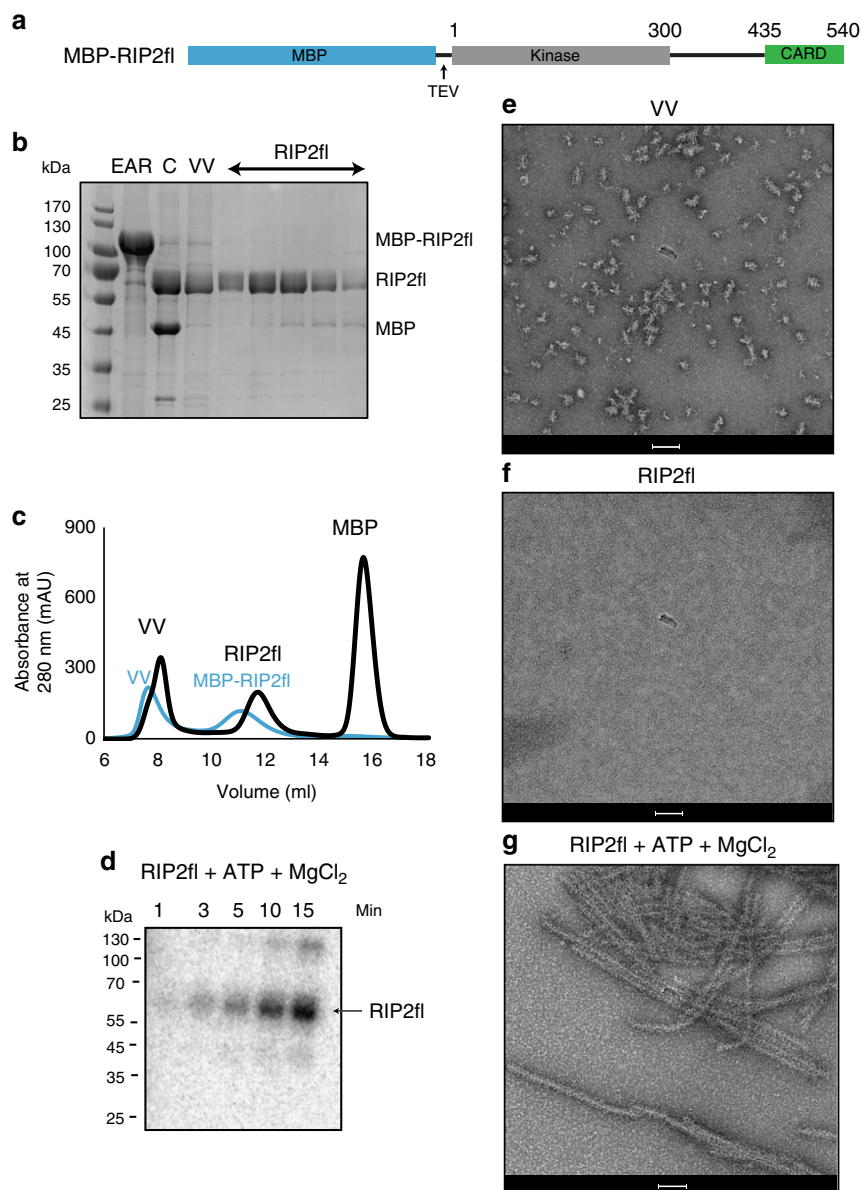 a
1 300 435 540
MBP-RIP2fl MBP Kinase CARD
TEV
b
kDa EAR C VV RIP2fl
170
130
100
70
55
45
35
25
MBP-RIP2fl
RIP2fl
MBP
c
Absorbance at
280 nm (mAU)
900
600
300
0
VV
VV
RIP2fl
MBP-RIP2fl
MBP
6 8 10 12 14 16 18
Volume (ml)
d
RIP2fl + ATP + MgCl2
kDa 1 3 5 10 15 Min
130
100
70
55
45
35
25
RIP2fl
e
VV
f
RIP2fl
g
RIP2fl + ATP + MgCl2